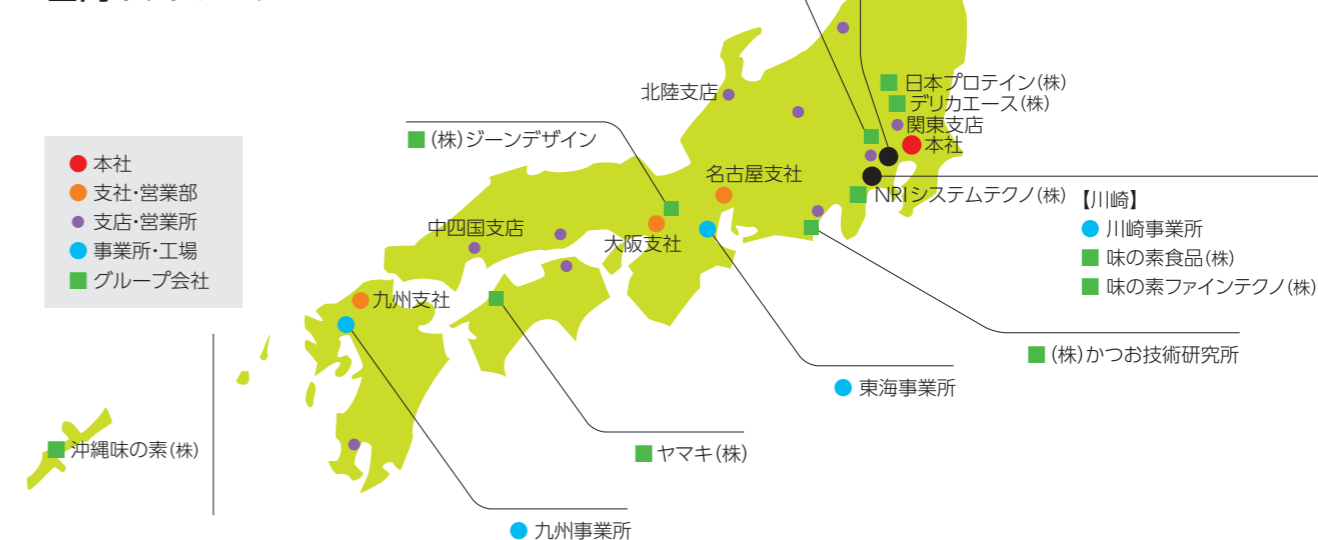 日本プロテイン(株)
デリカエース(株)
関東支店
本社
北陸支店
(株)ジーンデザイン
名古屋支社
NRIシステムテクノ(株)
【川崎】
川崎事業所
味の素食品(株)
味の素ファインテクノ(株)
本社
支社・営業部
支店・営業所
事業所・工場
グループ会社
中四国支店
大阪支社
九州支社
(株)かつお技術研究所
東海事業所
沖縄味の素(株)
ヤマキ(株)
九州事業所